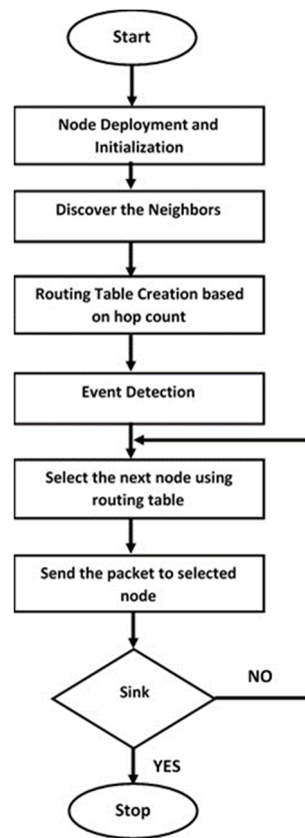 Start
Node Deployment and
Initialization
Discover the Neighbors
Routing Table Creation based
on hop count
Event Detection
Select the next node using
routing table
Send the packet to selected
node
Sink
NO
YES
Stop